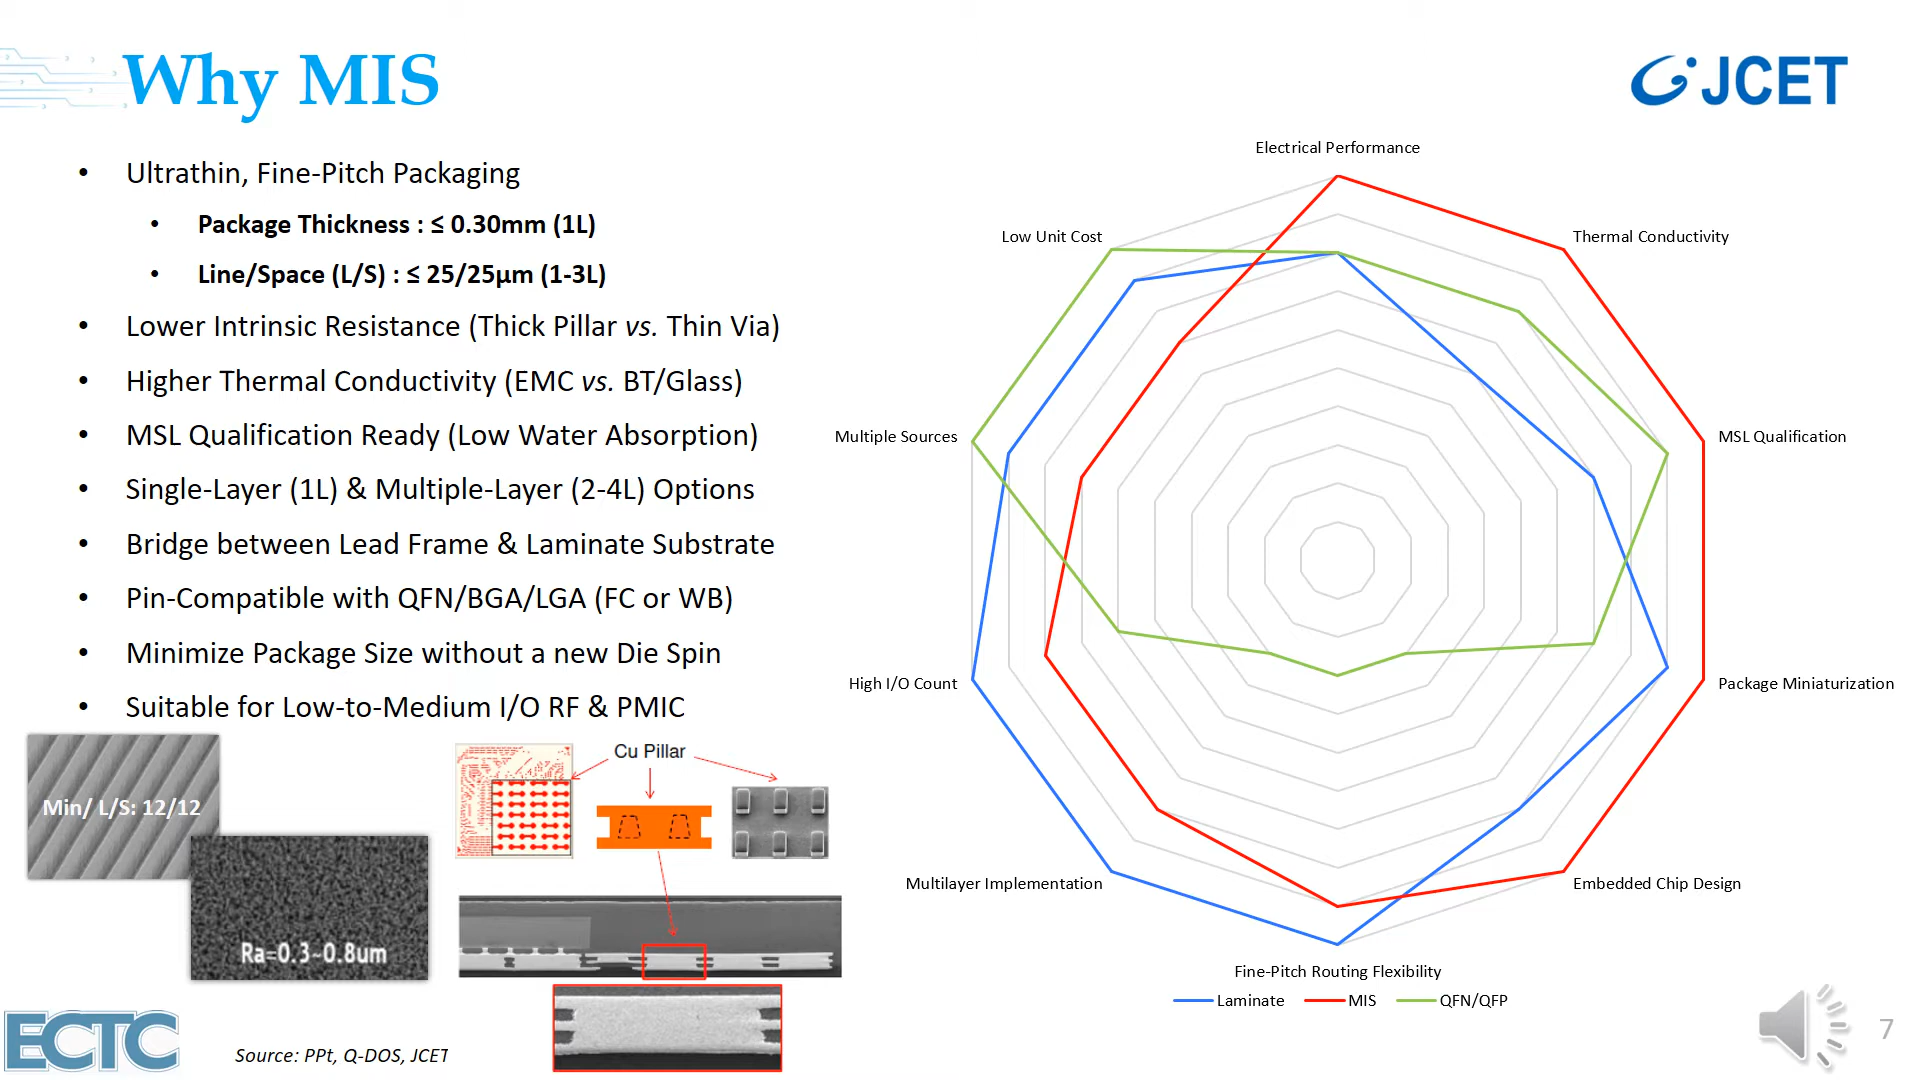 Why MIS
JCET
• Ultrathin, Fine-Pitch Packaging
• Package Thickness : ≤ 0.30mm (1L)
• Line/Space (L/S) : ≤ 25/25µm (1-3L)
• Lower Intrinsic Resistance (Thick Pillar vs. Thin Via)
• Higher Thermal Conductivity (EMC vs. BT/Glass)
• MSL Qualification Ready (Low Water Absorption)
• Single-Layer (1L) & Multiple-Layer (2-4L) Options
• Bridge between Lead Frame & Laminate Substrate
• Pin-Compatible with QFN/BGA/LGA (FC or WB)
• Minimize Package Size without a new Die Spin
• Suitable for Low-to-Medium I/O RF & PMIC
Min/ L/S: 12/12
Ra=0.3~0.8um
Cu Pillar
Electrical Performance
Thermal Conductivity
MSL Qualification
Package Miniaturization
Embedded Chip Design
Fine-Pitch Routing Flexibility
Multilayer Implementation
High I/O Count
Multiple Sources
Low Unit Cost
Laminate MIS QFN/QFP
ECTC
Source: PPt, Q-DOS, JCET
7